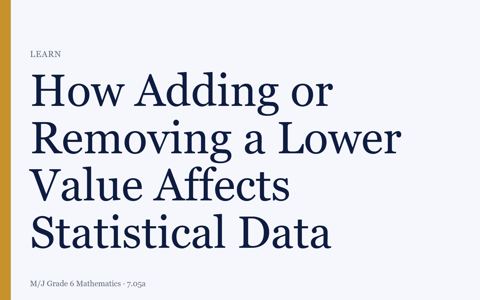 LEARN
How Adding or
Removing a Lower
Value Affects
Statistical Data
M/J Grade 6 Mathematics · 7.05a